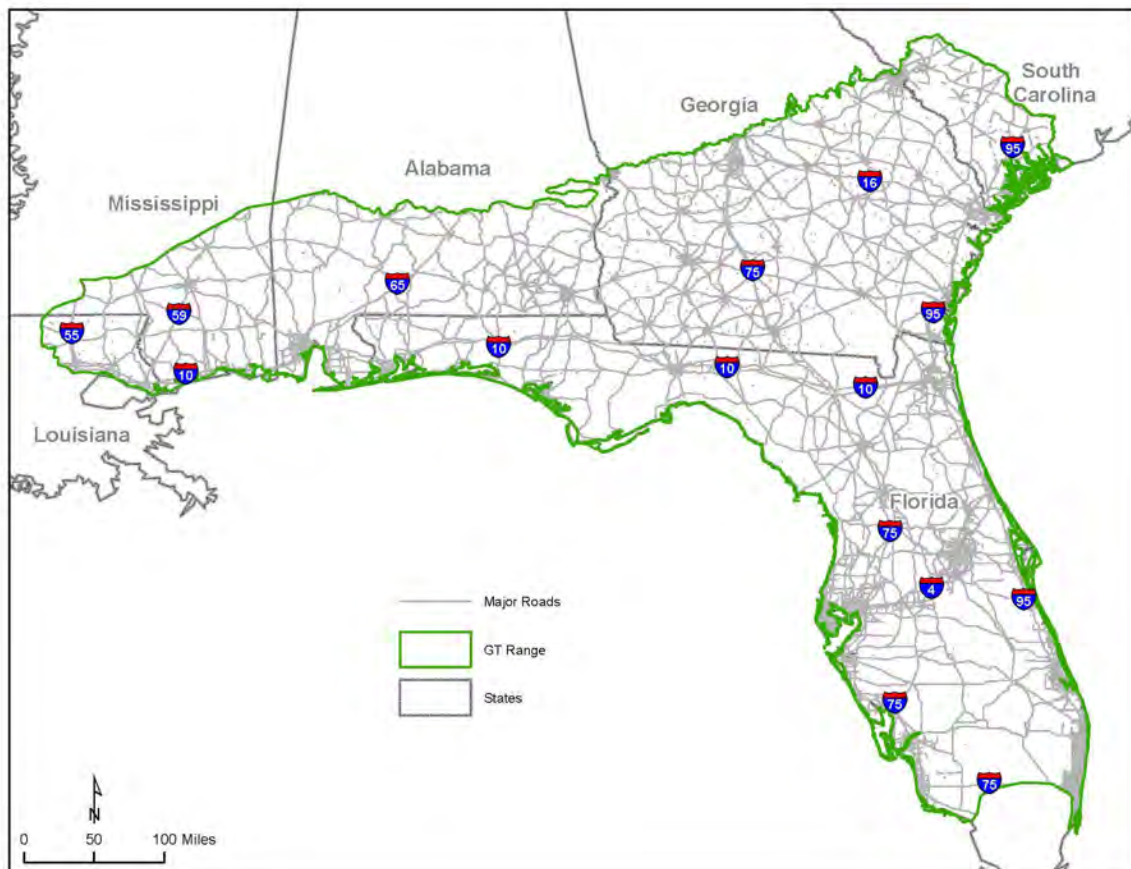 South
Carolina
Georgia
95
Alabama
16
Mississippi
75
65
59
95
55
10
10
10
10
Louisiana
Florida
75
4
95
Major Roads
GT Range
States
75
75
N
0 50 100 Miles